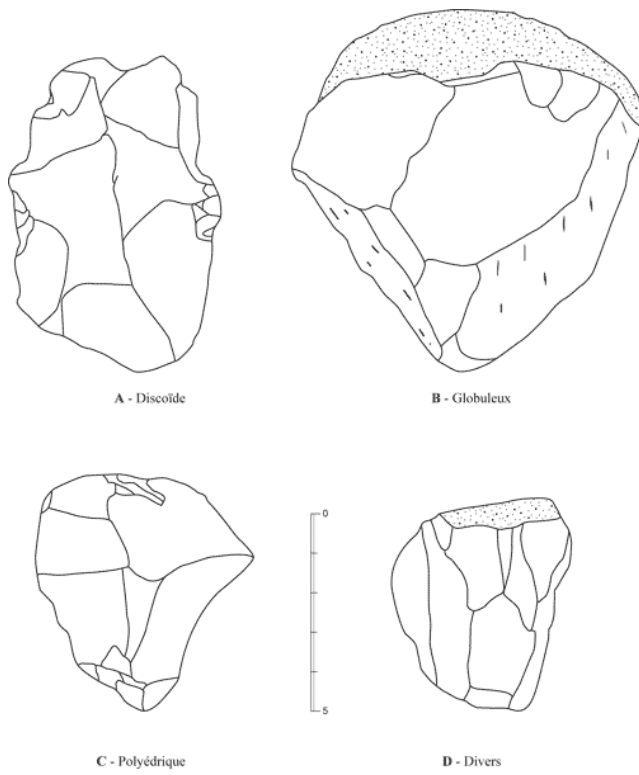 A - Discoïde
B - Globuleux
0
5
C - Polyédrique
D - Divers